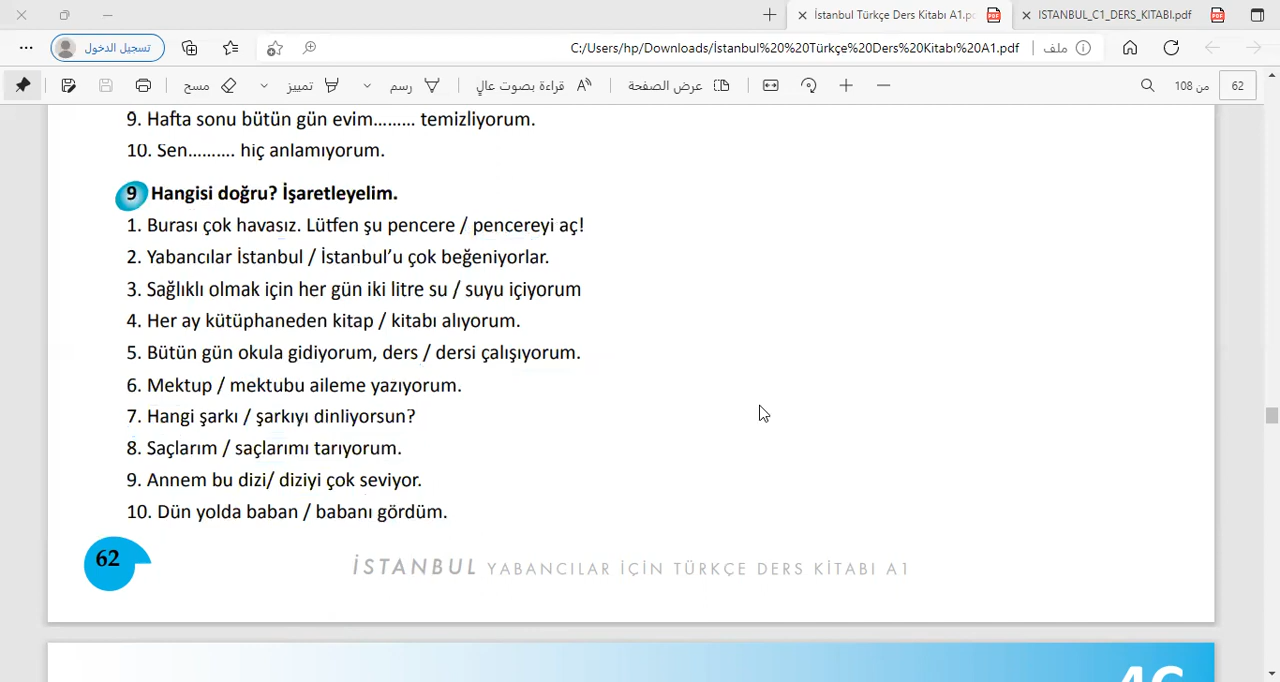 İstanbul Türkçe Ders Kitabı A1.pc
ISTANBUL_C1_DERS_KITABI.pdf
تسجيل الدخول
C:/Users/hp/Downloads/İstanbul%20%20Türkçe%20Ders%20Kitabı%20A1.pdf
ملف
مسح
تمييز
رسم
قراءة بصوت عالٍ
عرض الصفحة
من 108
62
9. Hafta sonu bütün gün evim……… temizliyorum.
10. Sen………. hiç anlamıyorum.
9 Hangisi doğru? İşaretleyelim.
1. Burası çok havasız. Lütfen şu pencere / pencereyi aç!
2. Yabancılar İstanbul / İstanbul’u çok beğeniyorlar.
3. Sağlıklı olmak için her gün iki litre su / suyu içiyorum
4. Her ay kütüphaneden kitap / kitabı alıyorum.
5. Bütün gün okula gidiyorum, ders / dersi çalışıyorum.
6. Mektup / mektubu aileme yazıyorum.
7. Hangi şarkı / şarkıyı dinliyorsun?
8. Saçlarım / saçlarımı tarıyorum.
9. Annem bu dizi/ diziyi çok seviyor.
10. Dün yolda baban / babanı gördüm.
62
İSTANBUL YABANCILAR İÇİN TÜRKÇE DERS KİTABI A1